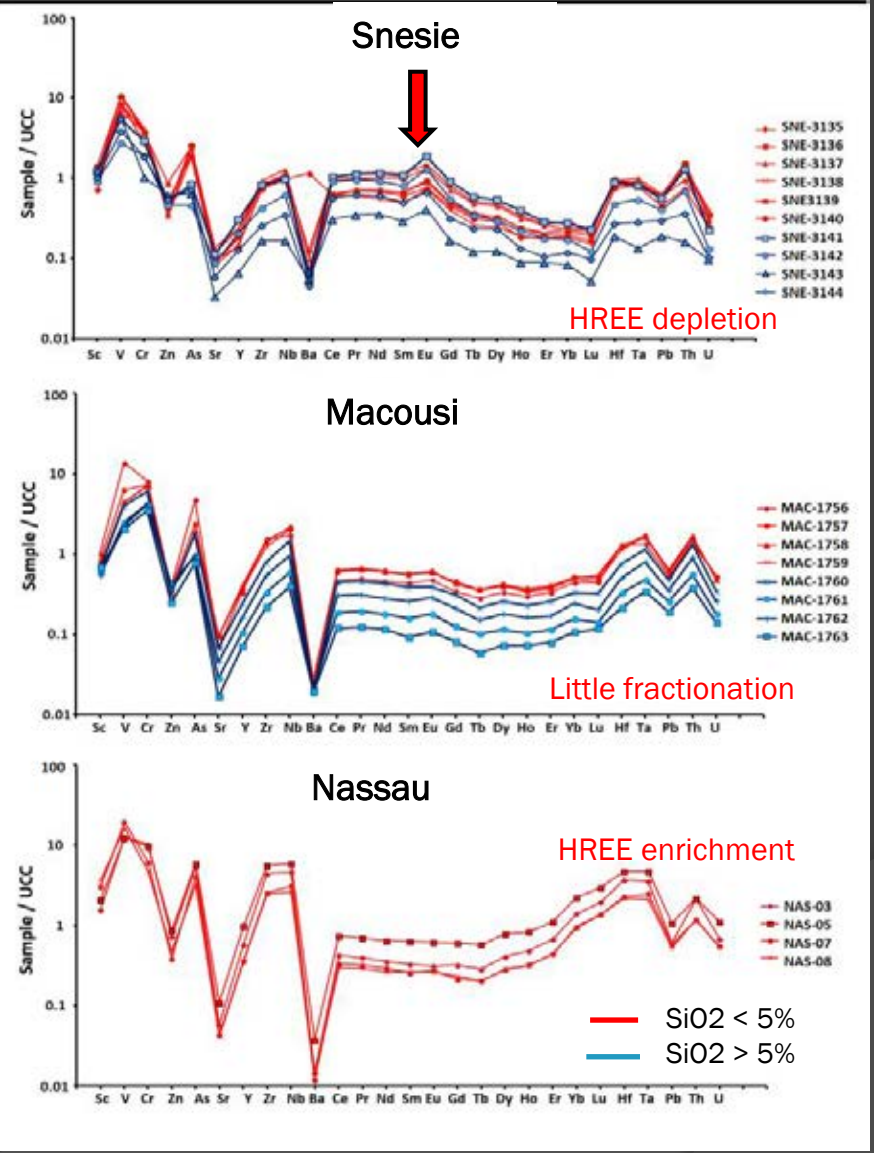 Snesie
100
10
1
0.1
0.01
Sample / UCC
SNE-3135
SNE-3136
SNE-3137
SNE-3138
SNE3139
SNE-3140
SNE-3141
SNE-3142
SNE-3143
SNE-3144
HREE depletion
Sc V Cr Zn As Sr Y Zr Nb Ba Ce Pr Nd Sm Eu Gd Tb Dy Ho Er Yb Lu Hf Ta Pb Th U
Macousi
100
10
1
0.1
0.01
Sample / UCC
MAC-1756
MAC-1757
MAC-1758
MAC-1759
MAC-1760
MAC-1761
MAC-1762
MAC-1763
Little fractionation
Sc V Cr Zn As Sr Y Zr Nb Ba Ce Pr Nd Sm Eu Gd Tb Dy Ho Er Yb Lu Hf Ta Pb Th U
Nassau
100
10
1
0.1
0.01
Sample / UCC
HREE enrichment
NAS-03
NAS-05
NAS-07
NAS-08
SiO2 < 5%
SiO2 > 5%
Sc V Cr Zn As Sr Y Zr Nb Ba Ce Pr Nd Sm Eu Gd Tb Dy Ho Er Yb Lu Hf Ta Pb Th U